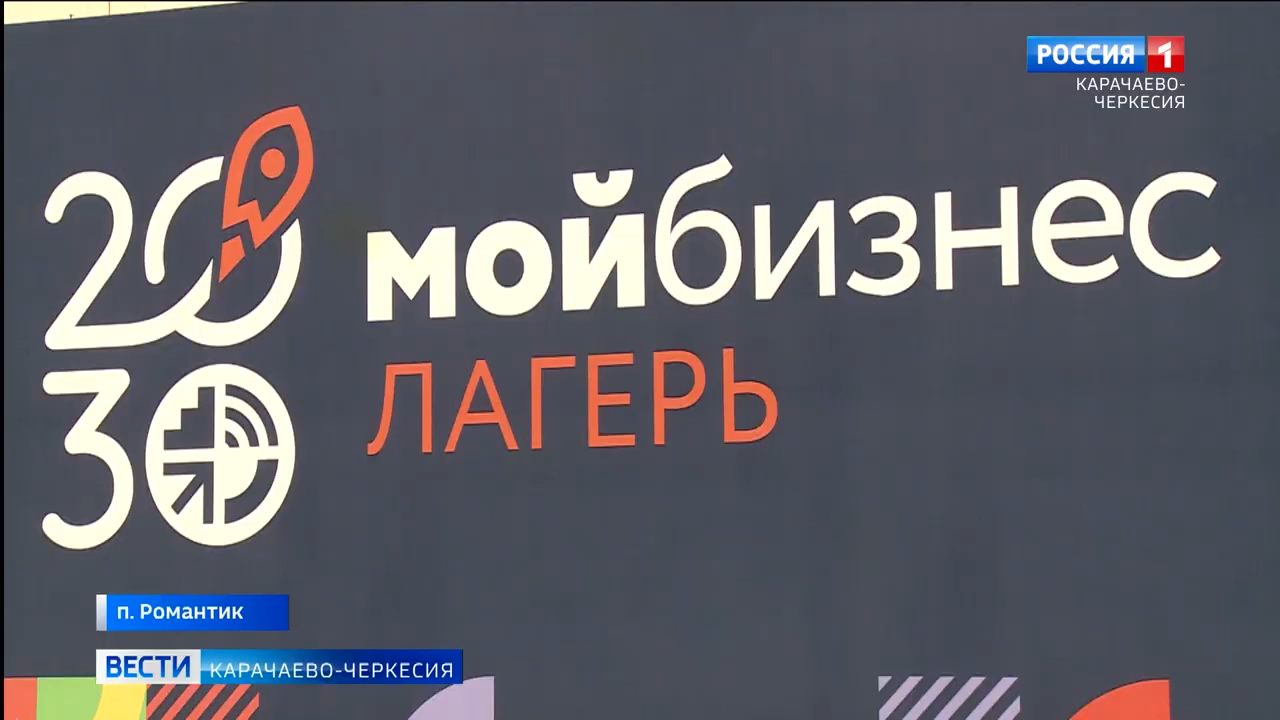 РОССИЯ 1
КАРАЧАЕВО-
ЧЕРКЕСИЯ
20
30
мойбизнес
ЛАГЕРЬ
п. Романтик
ВЕСТИ КАРАЧАЕВО-ЧЕРКЕСИЯ